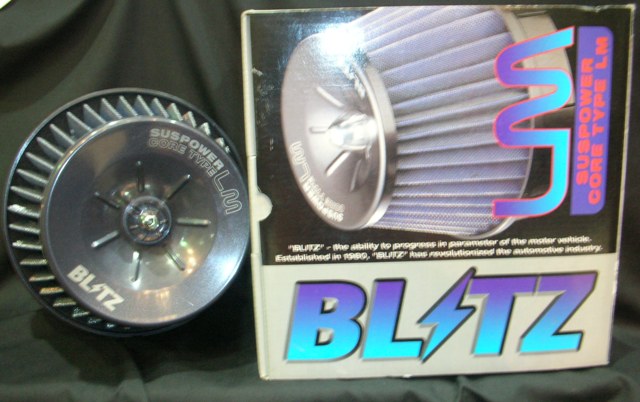 SUSPOWER
CORE TYPE LM
BLITZ
LM
SUSPOWER
CORE TYPE LM
"BLITZ" - the ability to progress in parameter of the motor vehicle.
Established in 1980, "BLITZ" has revolutionized the automotive industry.
BLITZ